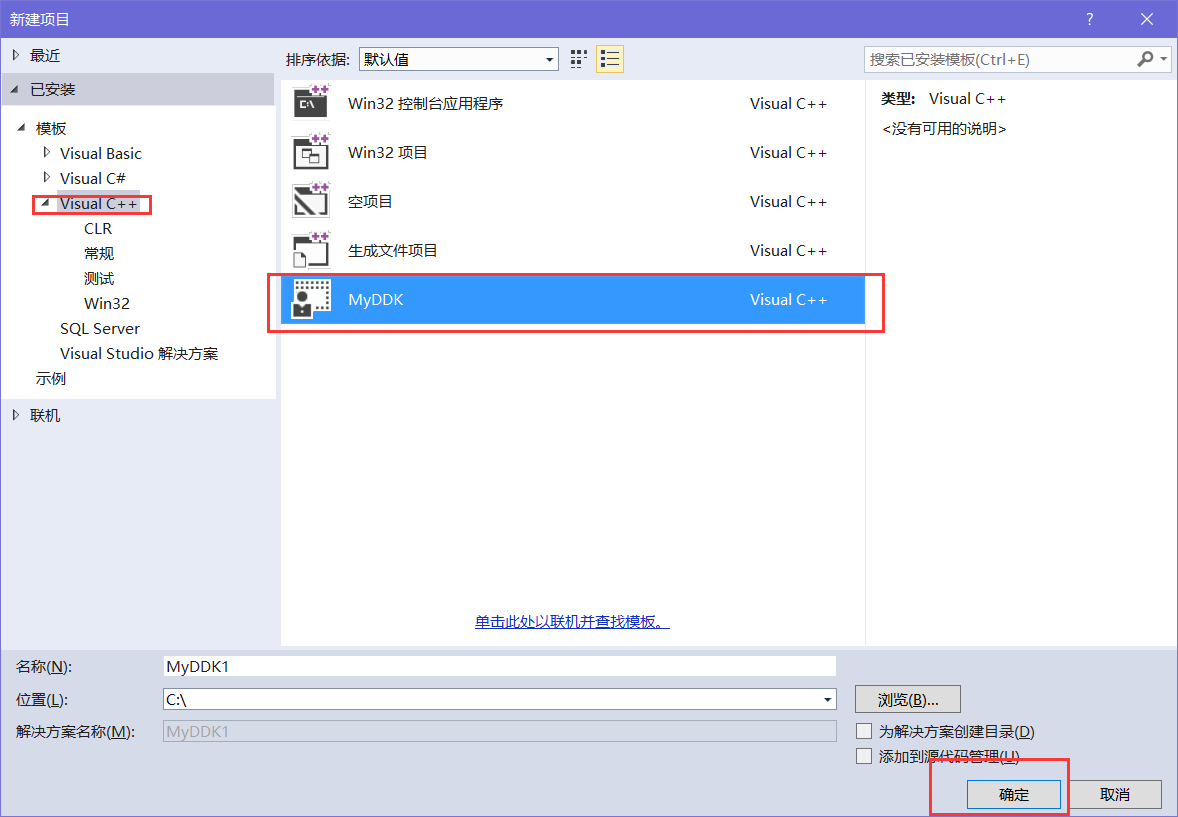 新建项目
?
最近
已安装
模板
Visual Basic
Visual C#
Visual C++
CLR
常规
测试
Win32
SQL Server
Visual Studio 解决方案
示例
联机
排序依据: 默认值
搜索已安装模板(Ctrl+E)
Win32 控制台应用程序 Visual C++
Win32 项目 Visual C++
空项目 Visual C++
生成文件项目 Visual C++
MyDDK Visual C++
单击此处以联机并查找模板。
类型: Visual C++
<没有可用的说明>
名称(N): MyDDK1
位置(L): C:\
浏览(B)...
解决方案名称(M): MyDDK1
为解决方案创建目录(D)
添加到源代码管理(U)
确定 取消